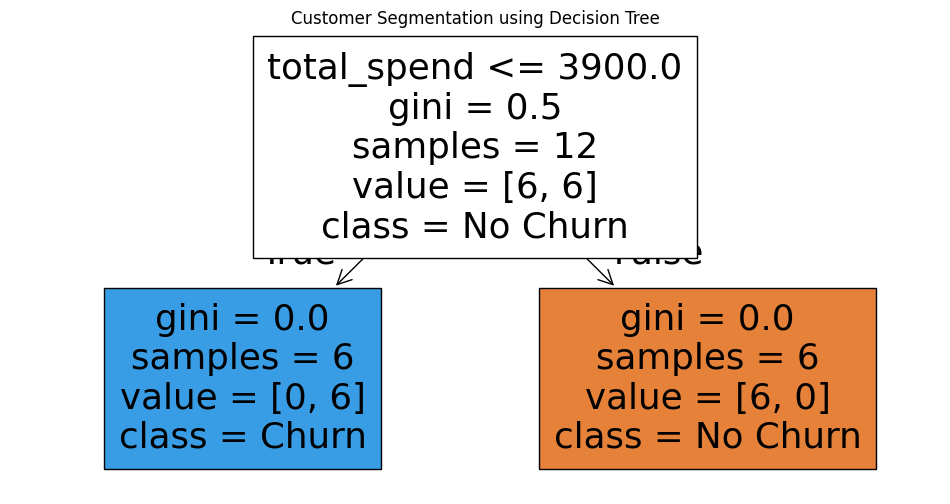 Customer Segmentation using Decision Tree
total_spend <= 3900.0
gini = 0.5
samples = 12
value = [6, 6]
class = No Churn
True
False
gini = 0.0
samples = 6
value = [0, 6]
class = Churn
gini = 0.0
samples = 6
value = [6, 0]
class = No Churn